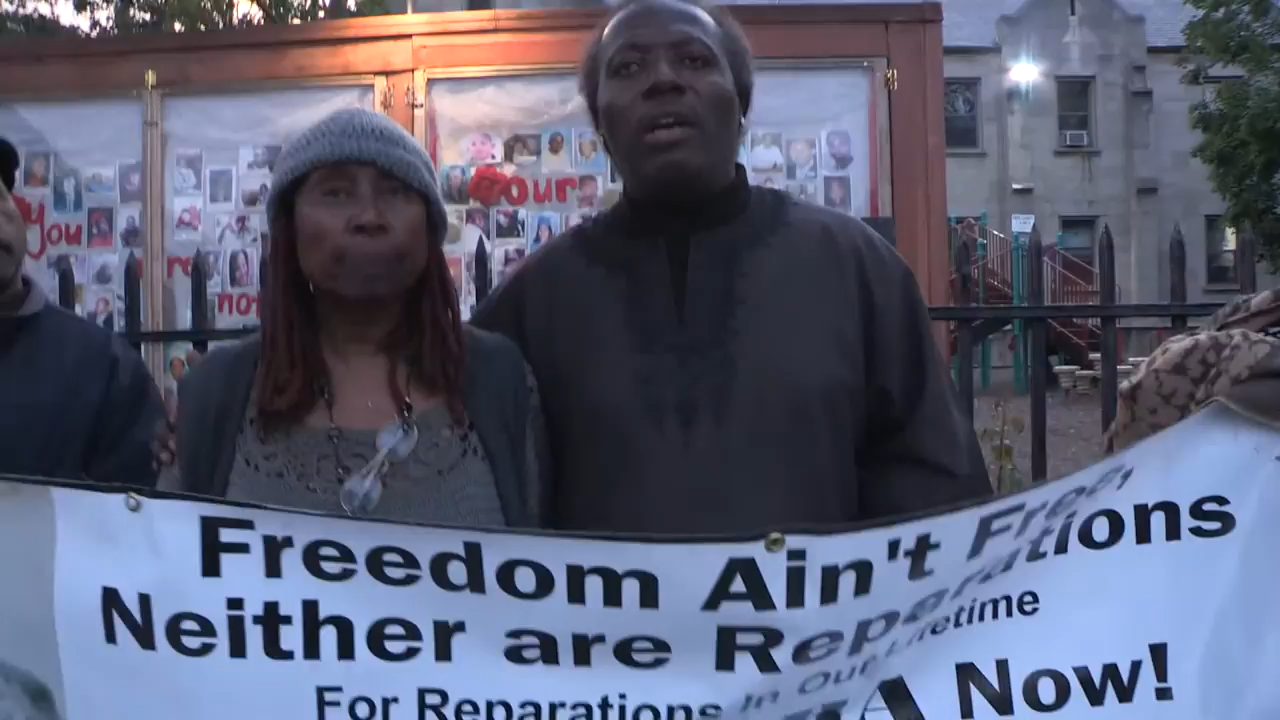 You
our
not
Freedom Ain't Free,
Neither are Reparations
In Our Lifetime
For Reparations
Now!